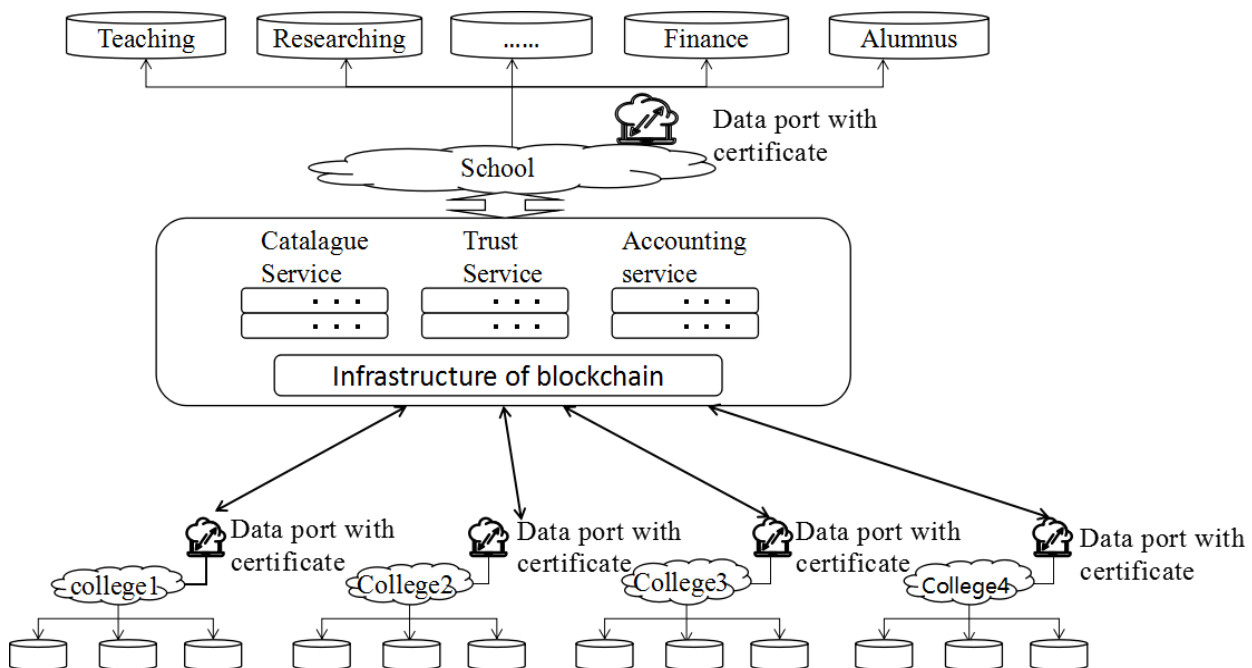 Teaching
Researching
......
Finance
Alumnus
Data port with
certificate
School
Catalague
Service
Trust
Service
Accounting
service
Infrastructure of blockchain
Data port with
certificate
Data port with
certificate
Data port with
certificate
Data port with
certificate
college1
College2
College3
College4